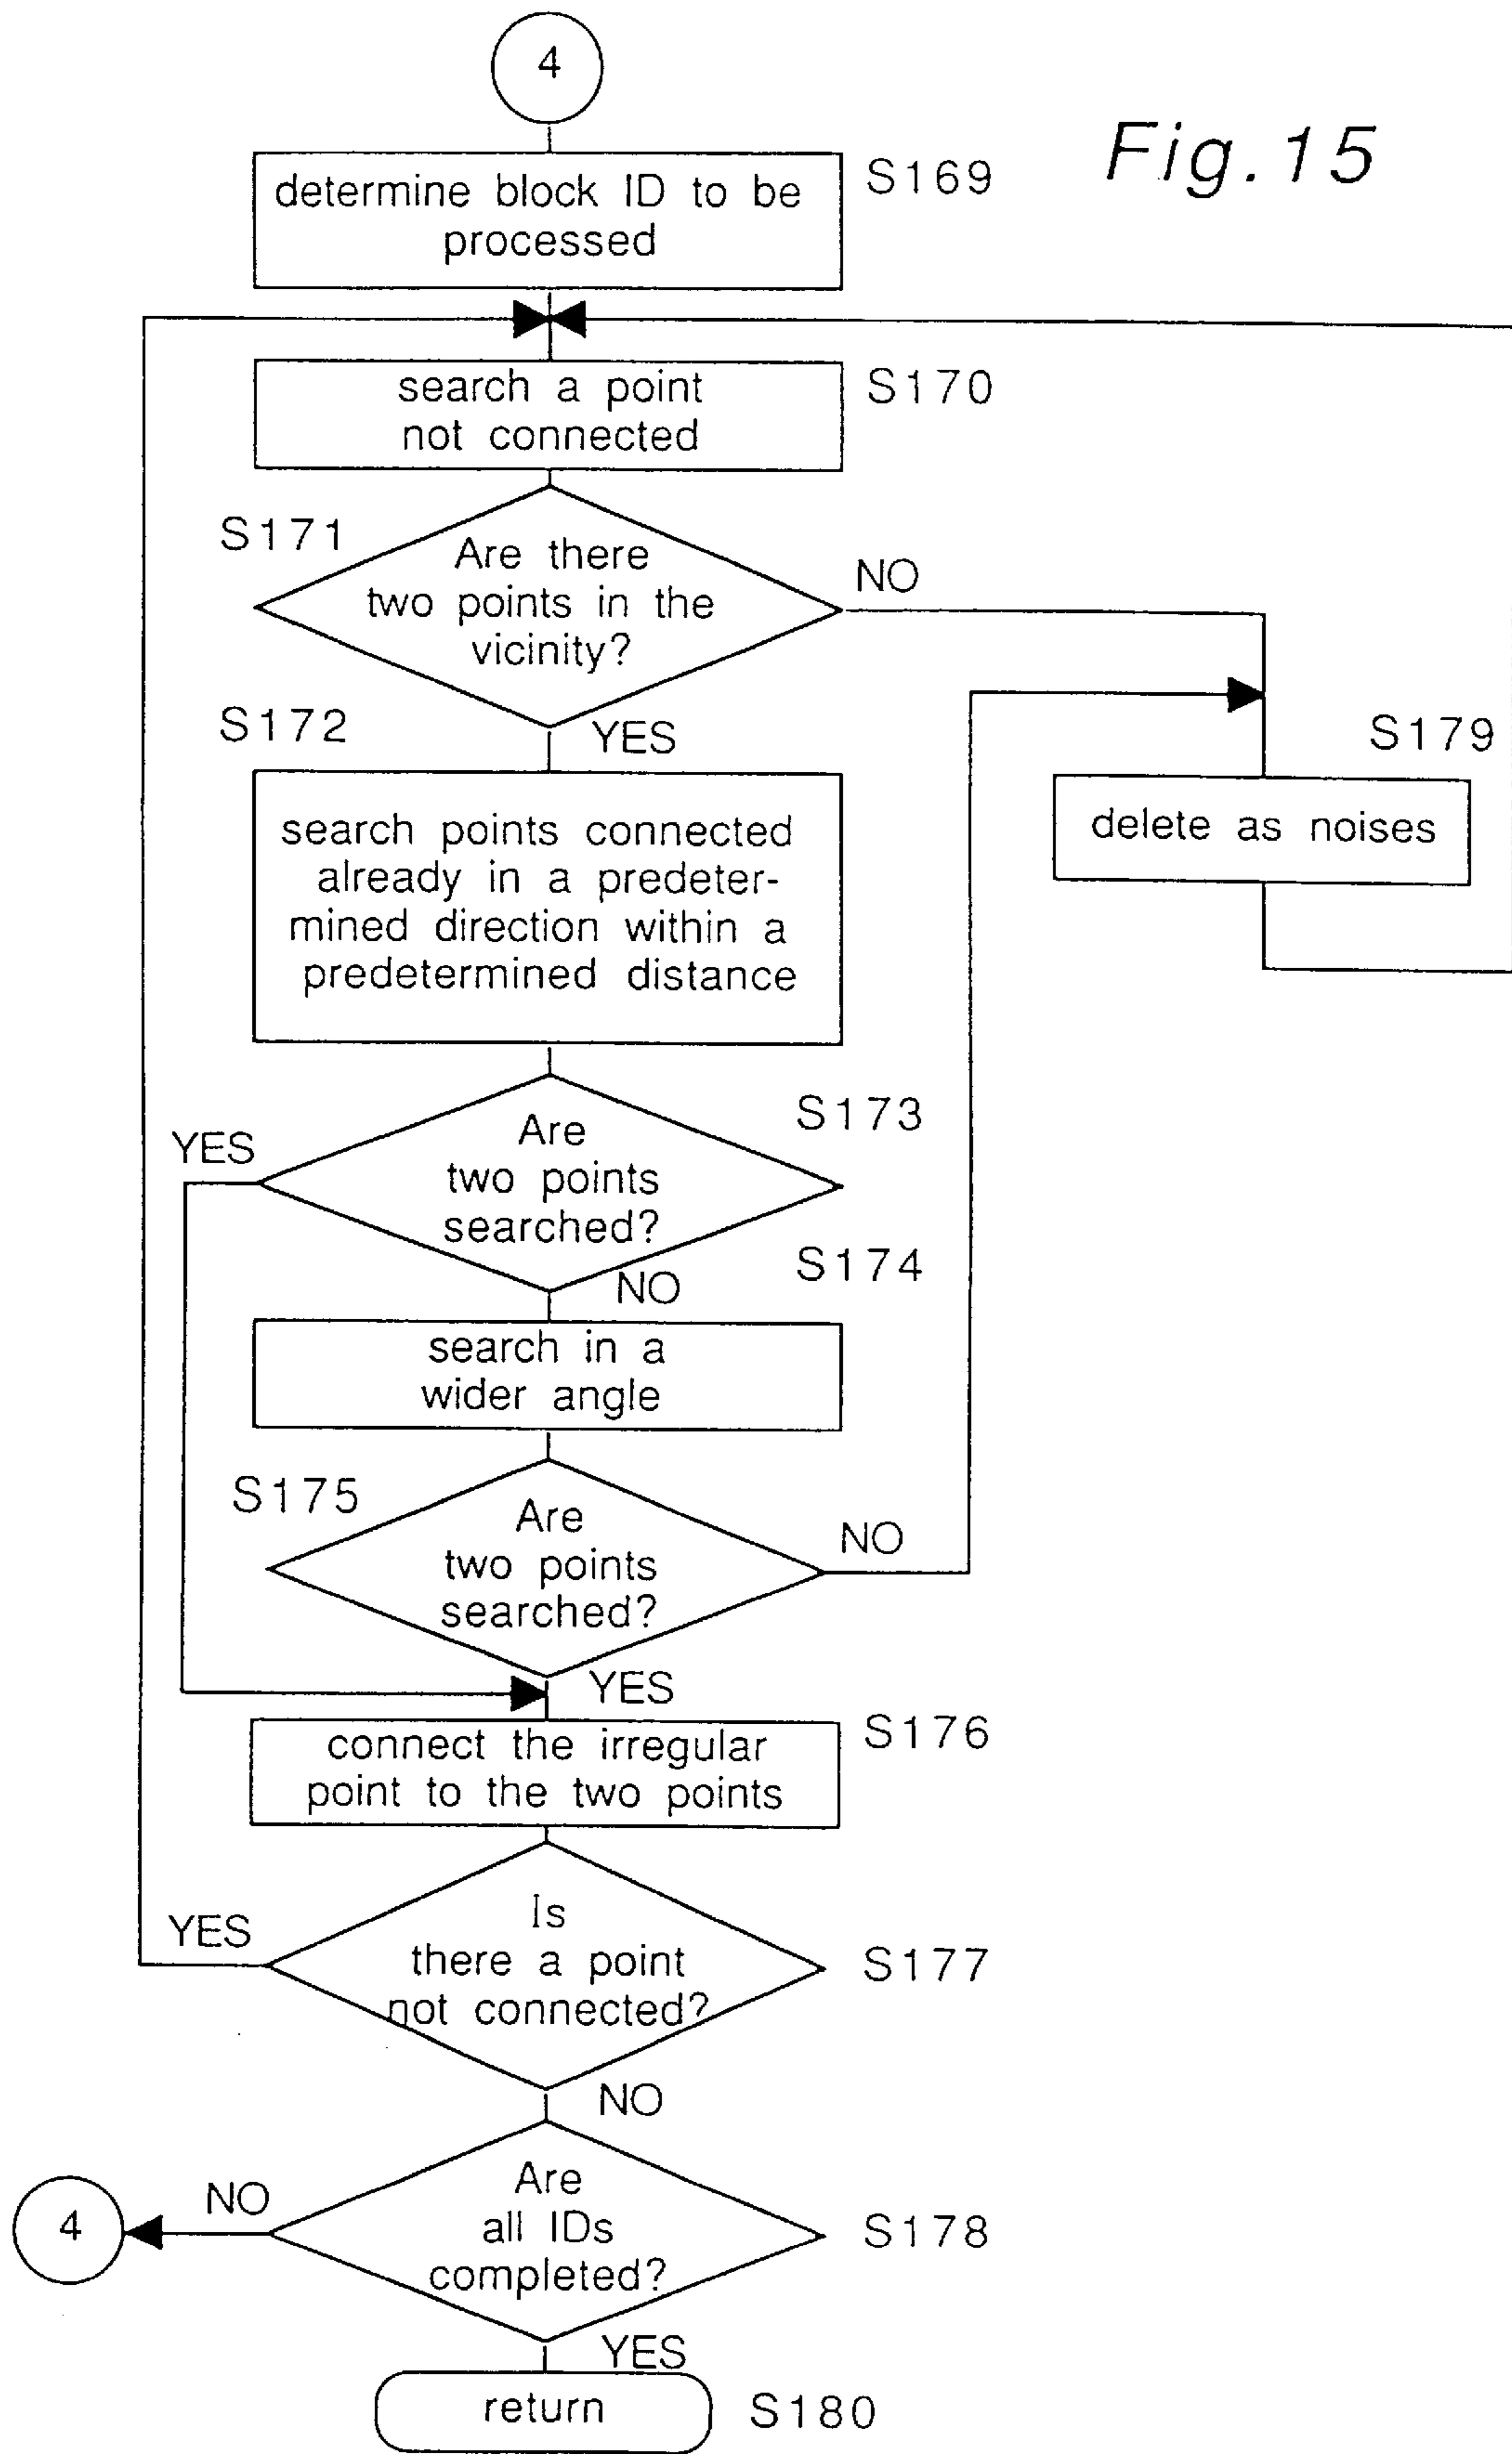 4
Fig. 15
determine block ID to be
processed
S169
search a point
not connected
S170
S171
Are there
two points in the
vicinity?
NO
S172
YES
S179
delete as noises
search points connected
already in a predeter-
mined direction within a
predetermined distance
S173
YES
Are
two points
searched?
S174
NO
search in a
wider angle
S175
Are
two points
searched?
NO
YES
S176
connect the irregular
point to the two points
YES
Is
there a point
not connected?
S177
NO
4
NO
Are
all IDs
completed?
S178
YES
return
S180